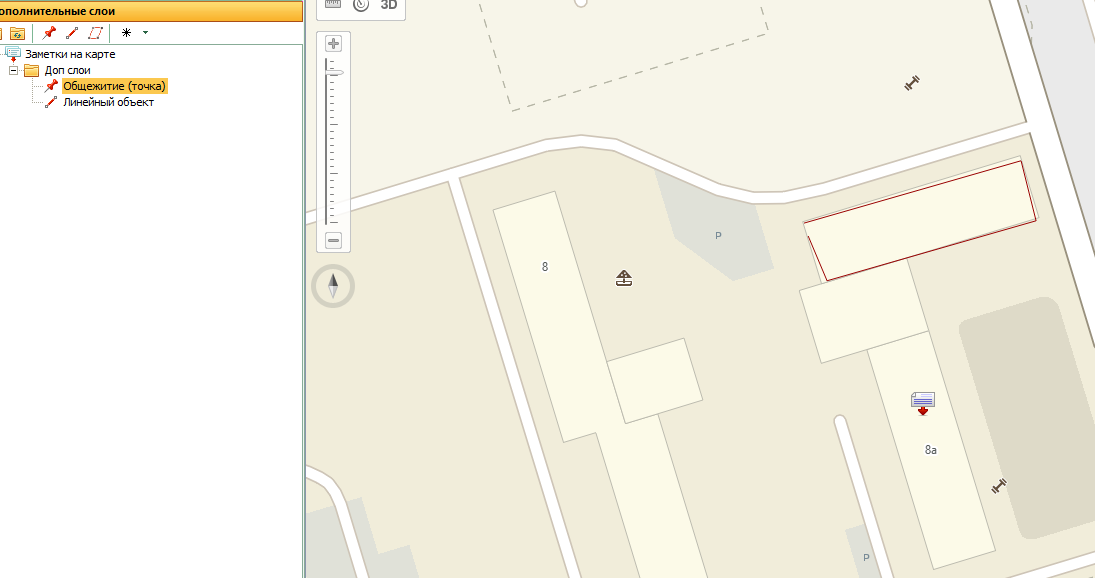 ополнительные слои
3D
Заметки на карте
Доп слои
Общежитие (точка)
Линейный объект
P
8
8а
P